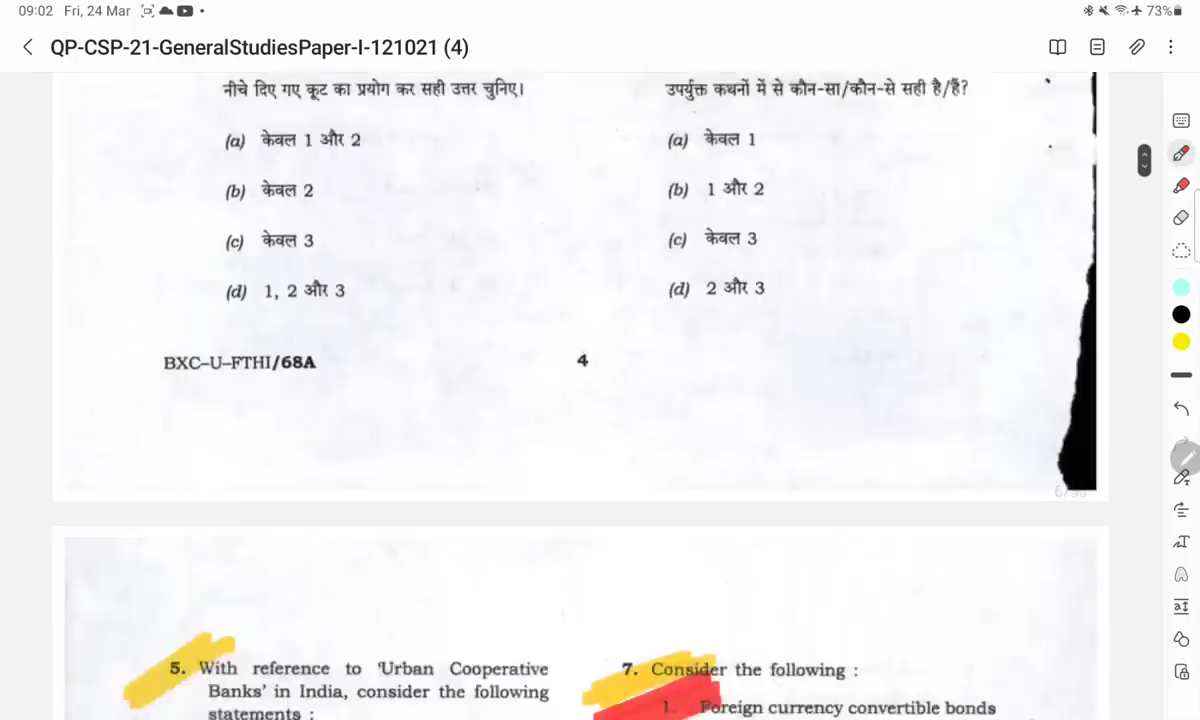 09:02 Fri, 24 Mar
73%
QP-CSP-21-GeneralStudiesPaper-I-121021 (4)
नीचे दिए गए कूट का प्रयोग कर सही उत्तर चुनिए।
(a) केवल 1 और 2
(b) केवल 2
(c) केवल 3
(d) 1, 2 और 3
उपर्युक्त कथनों में से कौन-सा/कौन-से सही है/हैं?
(a) केवल 1
(b) 1 और 2
(c) केवल 3
(d) 2 और 3
BXC-U-FTHI/68A
4
5. With reference to 'Urban Cooperative
Banks' in India, consider the following
statements :
7. Consider the following :
1. Foreign currency convertible bonds